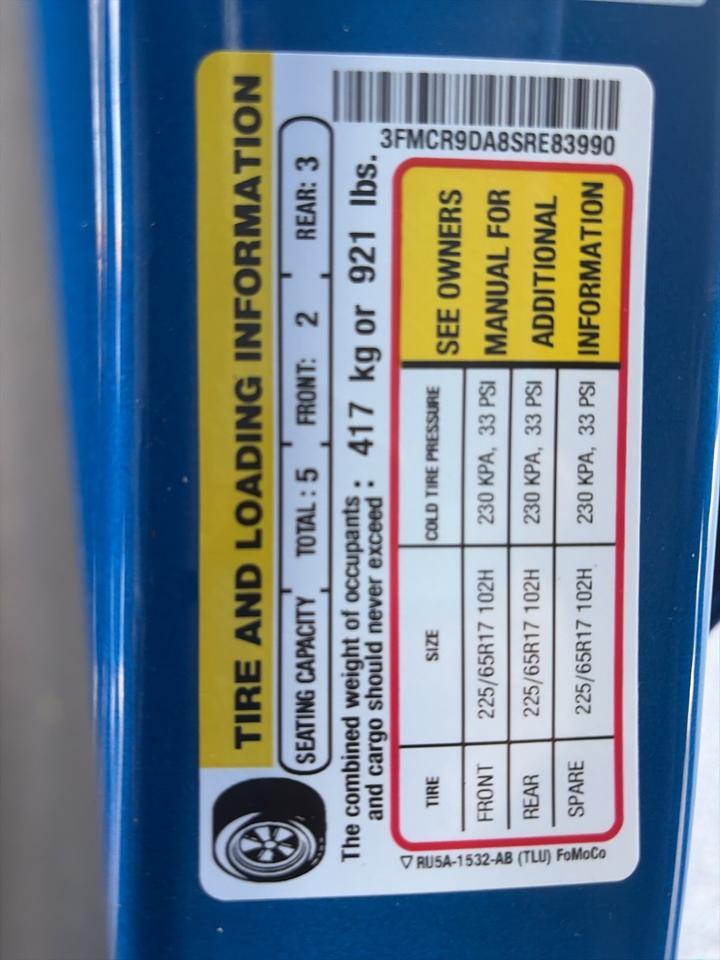 TIRE AND LOADING INFORMATION
SEATING CAPACITY TOTAL : 5 FRONT: 2 REAR: 3
The combined weight of occupants
and cargo should never exceed : 417 kg or 921 lbs.
3FMCR9DA8SRE83990
TIRE SIZE COLD TIRE PRESSURE
FRONT 225/65R17 102H 230 KPA, 33 PSI
REAR 225/65R17 102H 230 KPA, 33 PSI
SPARE 225/65R17 102H 230 KPA, 33 PSI
SEE OWNERS
MANUAL FOR
ADDITIONAL
INFORMATION
RU5A-1532-AB (TLU) FoMoCo